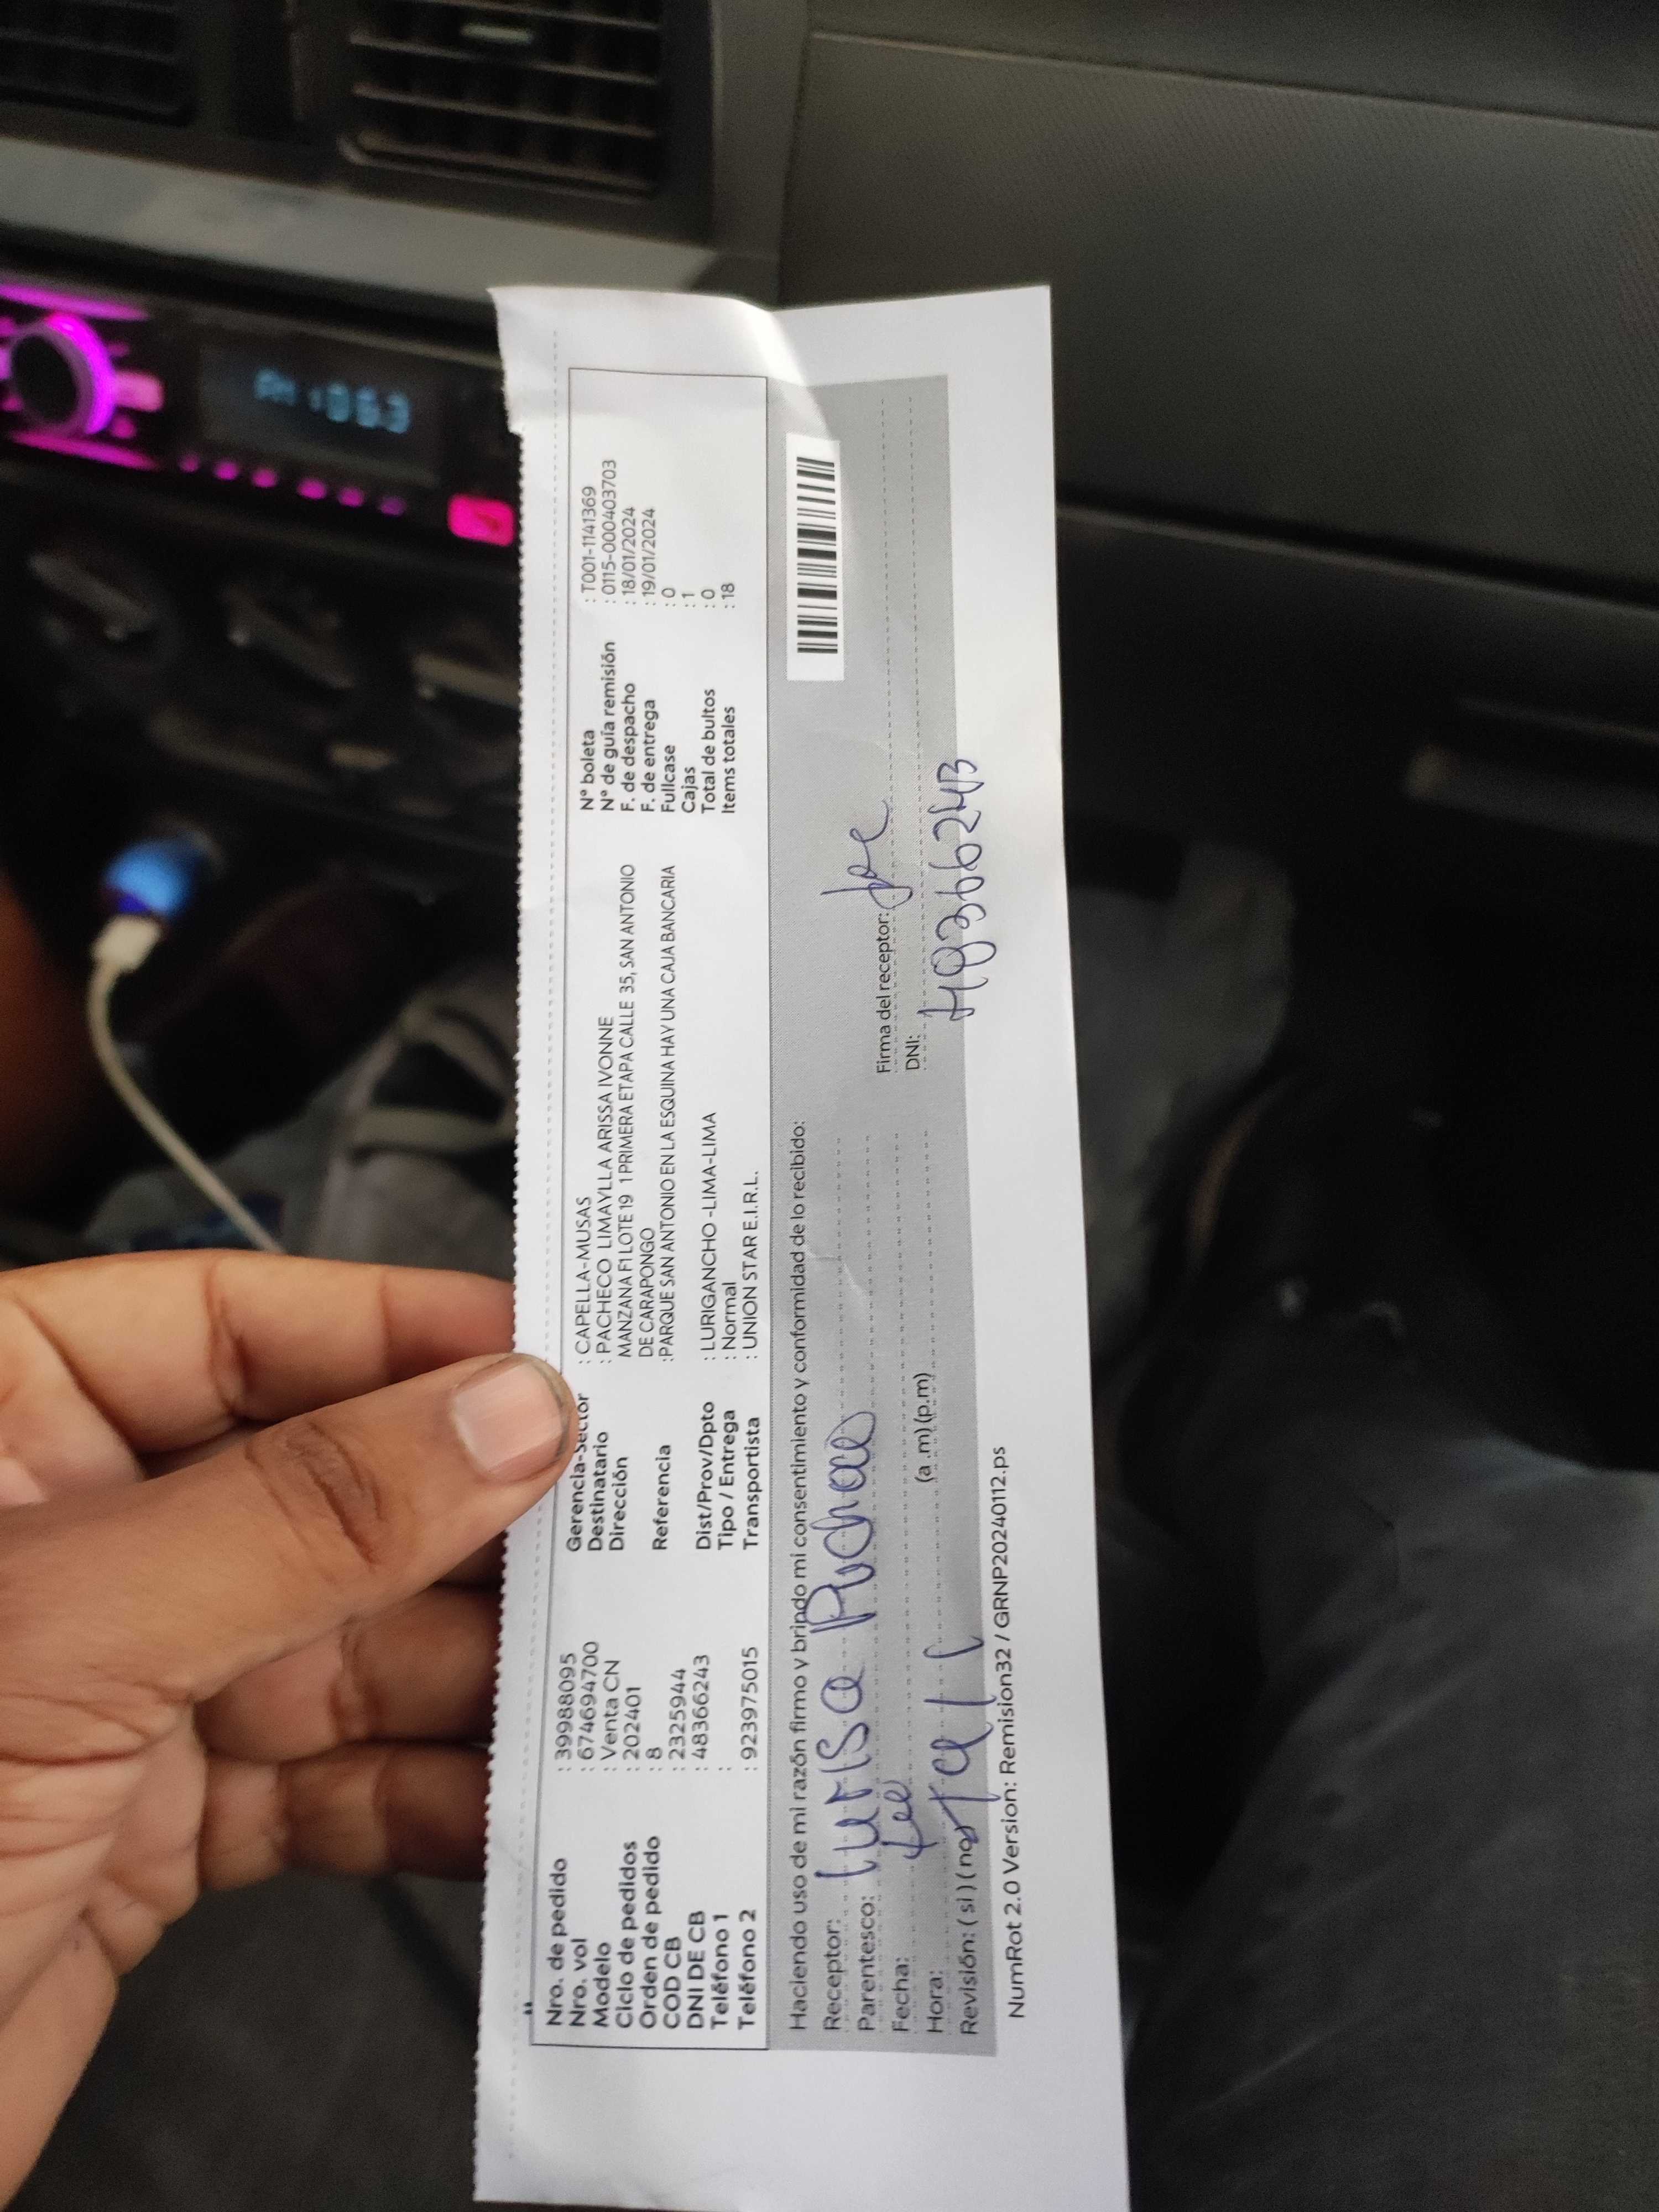 Nro. de pedido : 39988095
Nro. vol : 674694700
Modelo : Venta CN
Ciclo de pedidos : 202401
Orden de pedido : 8
COD CB : 2325944
DNI DE CB : 48366243
Teléfono 1 :
Teléfono 2 : 923975015
Gerencia-Sector : CAPELLA-MUSAS
Destinatario : PACHECO LIMAYLLA ARISSA IVONNE
Dirección MANZANA F1 LOTE 19 1 PRIMERA ETAPA CALLE 35, SAN ANTONIO
DE CARAPONGO
Referencia :PARQUE SAN ANTONIO EN LA ESQUINA HAY UNA CAJA BANCARIA
Dist/Prov/Dpto : LURIGANCHO -LIMA-LIMA
Tipo / Entrega : Normal
Transportista : UNION STAR E.I.R.L.
N° boleta : T001-1141369
N° de guía remisión : 0115-000403703
F. de despacho : 18/01/2024
F. de entrega : 19/01/2024
Fullcase : 0
Cajas : 1
Total de bultos : 0
Items totales : 18
Haciendo uso de mi razón firmo y brindo mi consentimiento y conformidad de lo recibido:
Receptor:
Parentesco:
Fecha:
Hora: (a .m) (p.m)
Revisión: ( si ) ( no )
Firma del receptor:
DNI: 48366243
NumRot 2.0 Version: Remision32 / GRNP20240112.ps